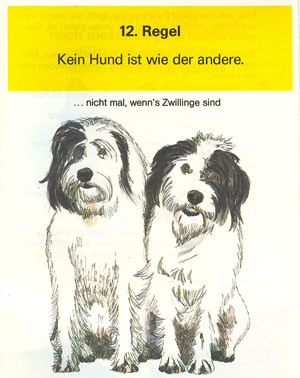 12. Regel
Kein Hund ist wie der andere.
... nicht mal, wenn's Zwillinge sind